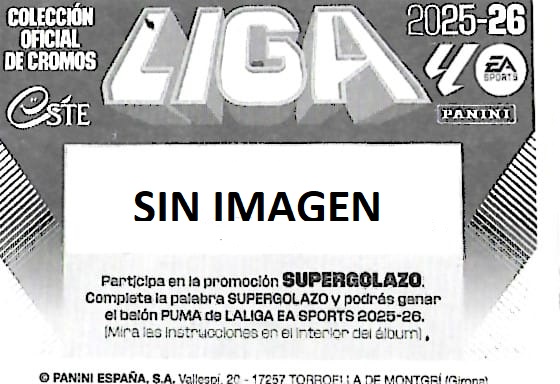 COLECCIÓN
OFICIAL
DE CROMOS
Este
LIGA
2025-26
EA
SPORTS
PANINI
SIN IMAGEN
Participa en la promoción SUPERGOLAZO.
Completa la palabra SUPERGOLAZO y podrás ganar
el balón PUMA de LALIGA EA SPORTS 2025-26.
(Mira las instrucciones en el interior del álbum).
© PANINI ESPAÑA, S.A. Vallespí, 20 - 17257 TORROELLA DE MONTGRÍ (Girona)